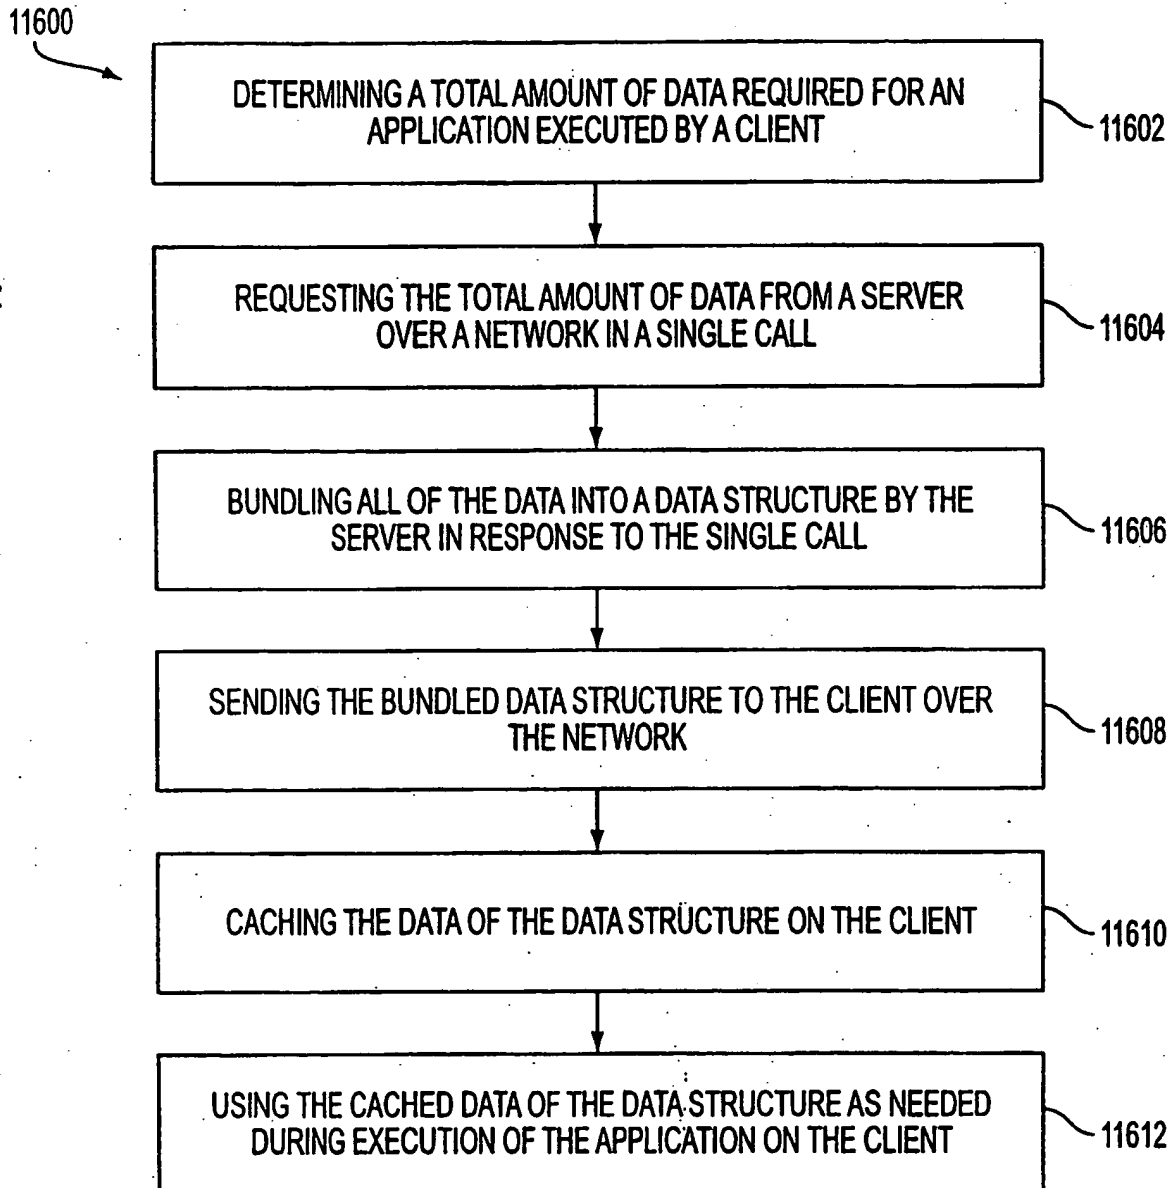 11600
DETERMINING A TOTAL AMOUNT OF DATA REQUIRED FOR AN
APPLICATION EXECUTED BY A CLIENT
11602
REQUESTING THE TOTAL AMOUNT OF DATA FROM A SERVER
OVER A NETWORK IN A SINGLE CALL
11604
BUNDLING ALL OF THE DATA INTO A DATA STRUCTURE BY THE
SERVER IN RESPONSE TO THE SINGLE CALL
11606
SENDING THE BUNDLED DATA STRUCTURE TO THE CLIENT OVER
THE NETWORK
11608
CACHING THE DATA OF THE DATA STRUCTURE ON THE CLIENT
11610
USING THE CACHED DATA OF THE DATA STRUCTURE AS NEEDED
DURING EXECUTION OF THE APPLICATION ON THE CLIENT
11612